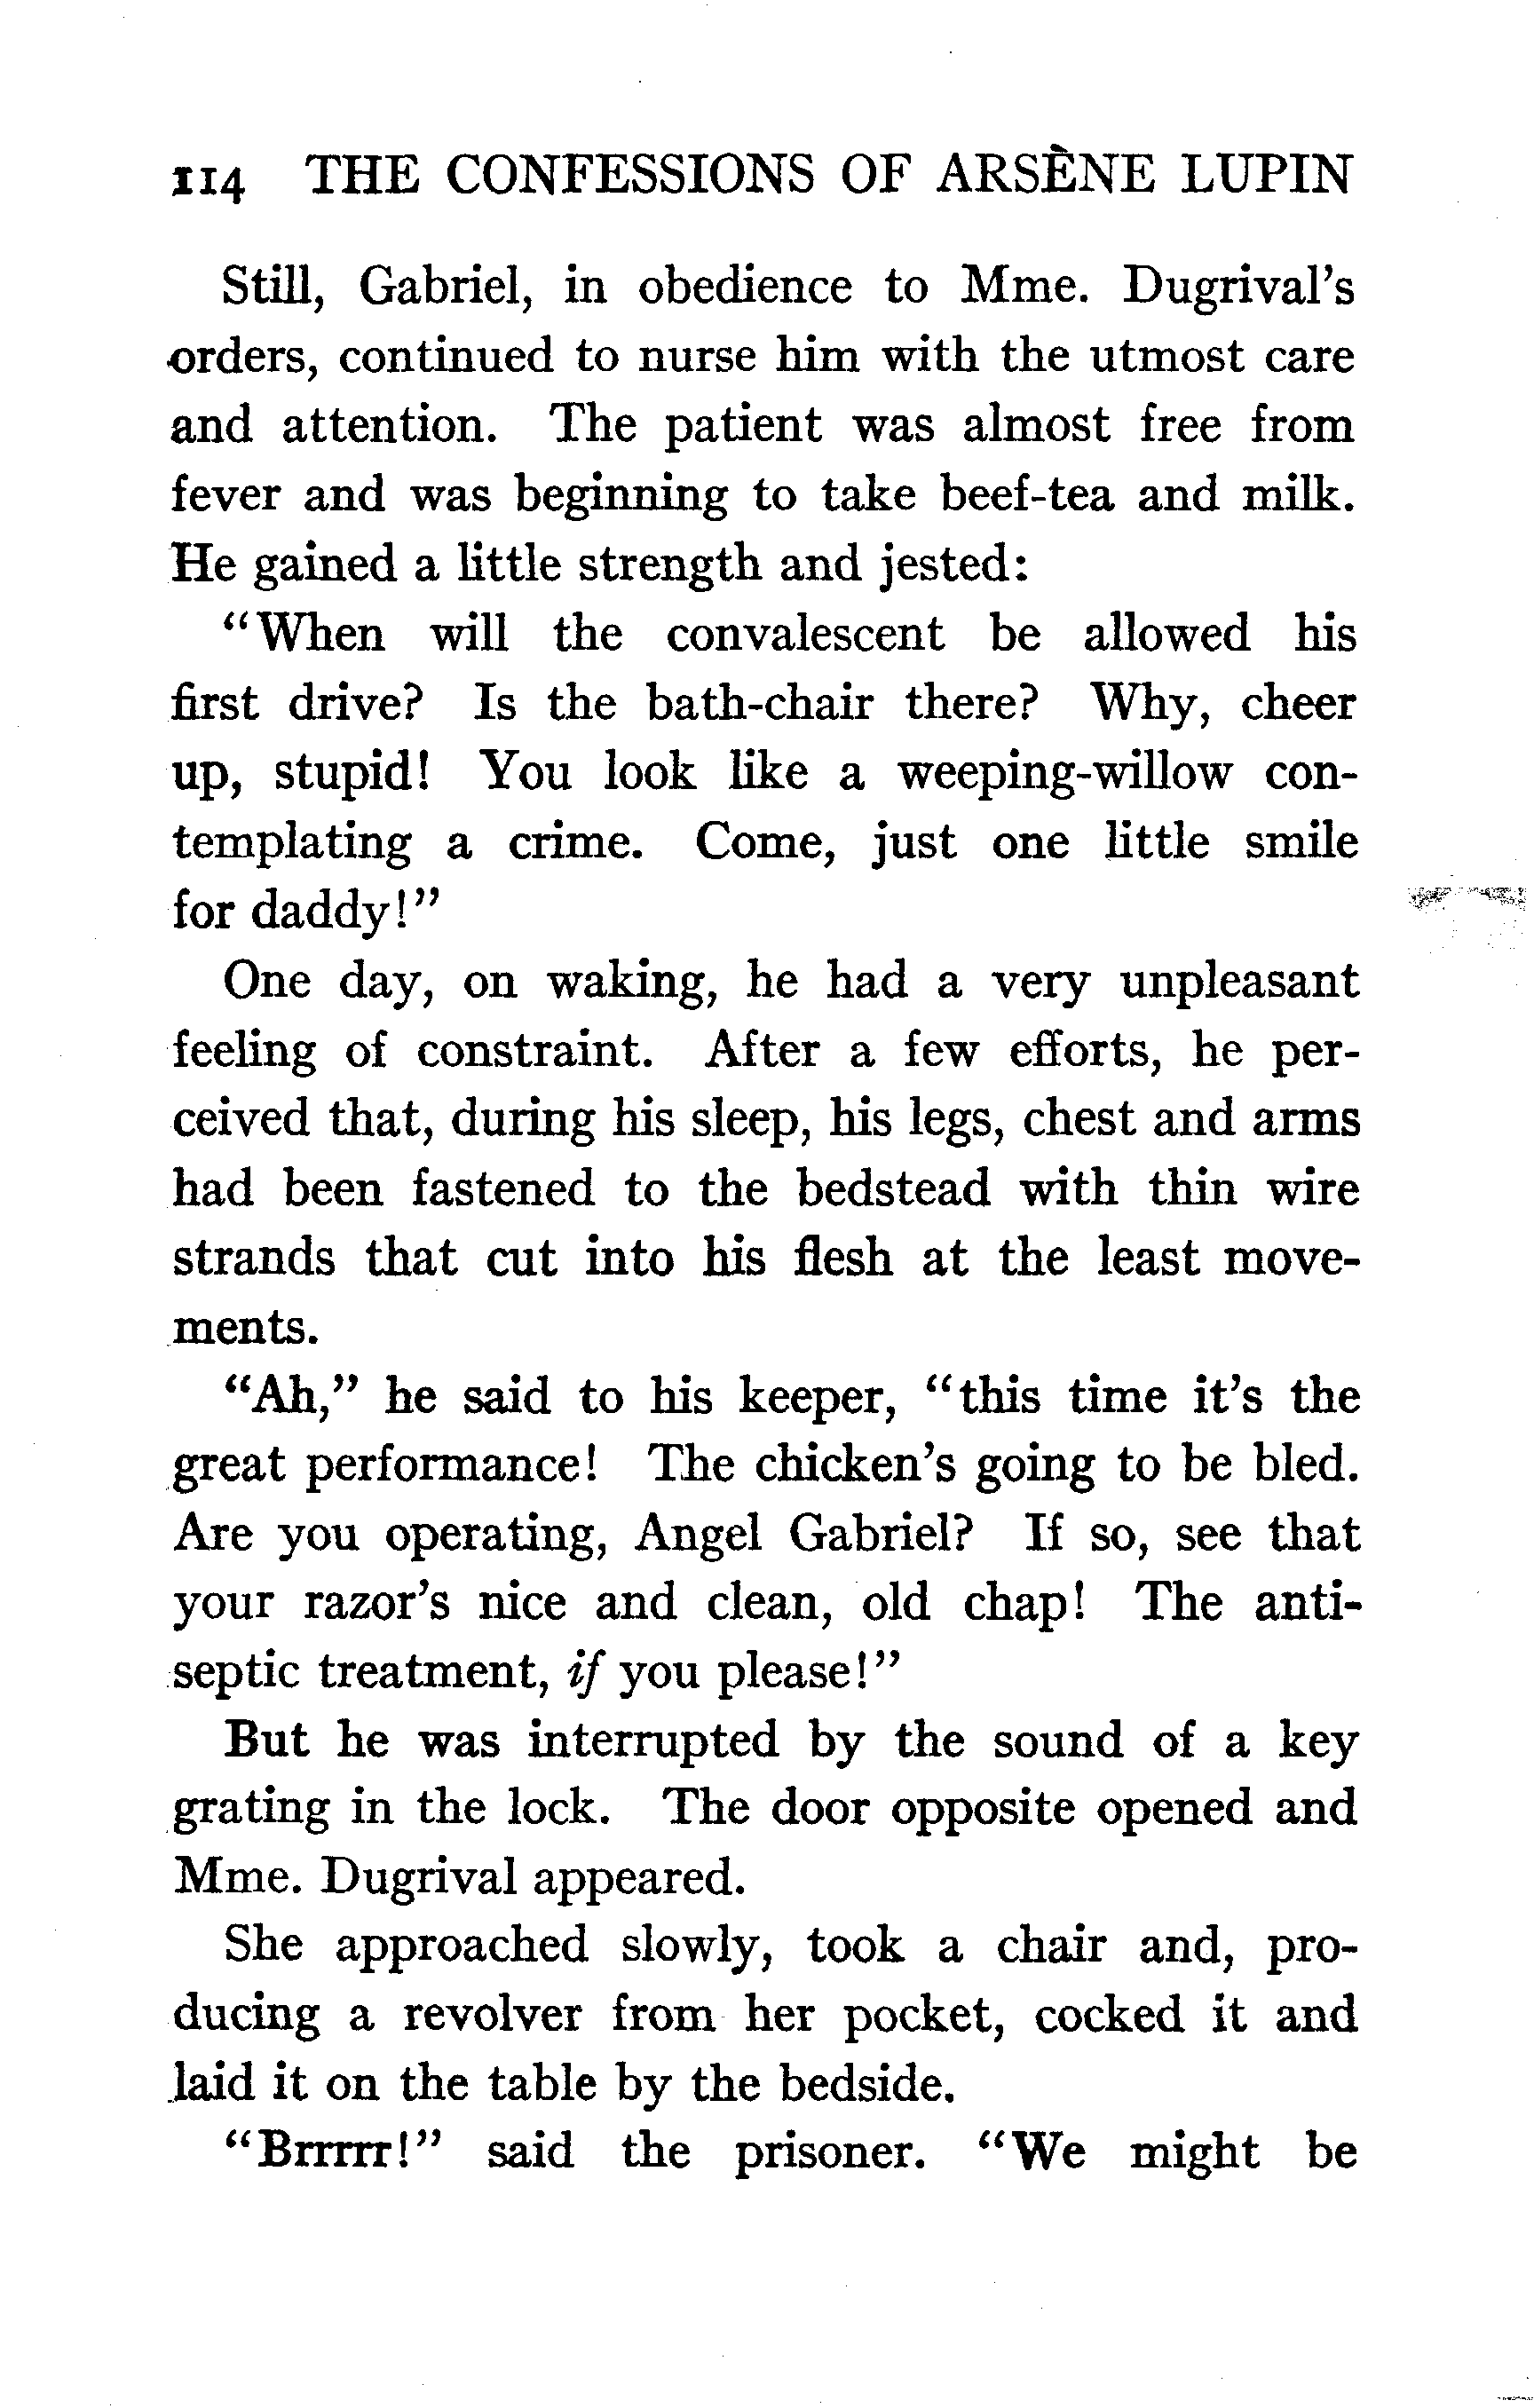 114 THE CONFESSIONS OF ARSÈNE LUPIN
Still, Gabriel, in obedience to Mme. Dugrival's
orders, continued to nurse him with the utmost care
and attention. The patient was almost free from
fever and was beginning to take beef-tea and milk.
He gained a little strength and jested:
"When will the convalescent be allowed his
first drive? Is the bath-chair there? Why, cheer
up, stupid! You look like a weeping-willow con-
templating a crime. Come, just one little smile
for daddy!"
One day, on waking, he had a very unpleasant
feeling of constraint. After a few efforts, he per-
ceived that, during his sleep, his legs, chest and arms
had been fastened to the bedstead with thin wire
strands that cut into his flesh at the least move-
ments.
"Ah," he said to his keeper, "this time it's the
great performance! The chicken's going to be bled.
Are you operating, Angel Gabriel? If so, see that
your razor's nice and clean, old chap! The anti-
septic treatment, if you please!"
But he was interrupted by the sound of a key
grating in the lock. The door opposite opened and
Mme. Dugrival appeared.
She approached slowly, took a chair and, pro-
ducing a revolver from her pocket, cocked it and
laid it on the table by the bedside.
"Brrrrr!" said the prisoner. "We might be